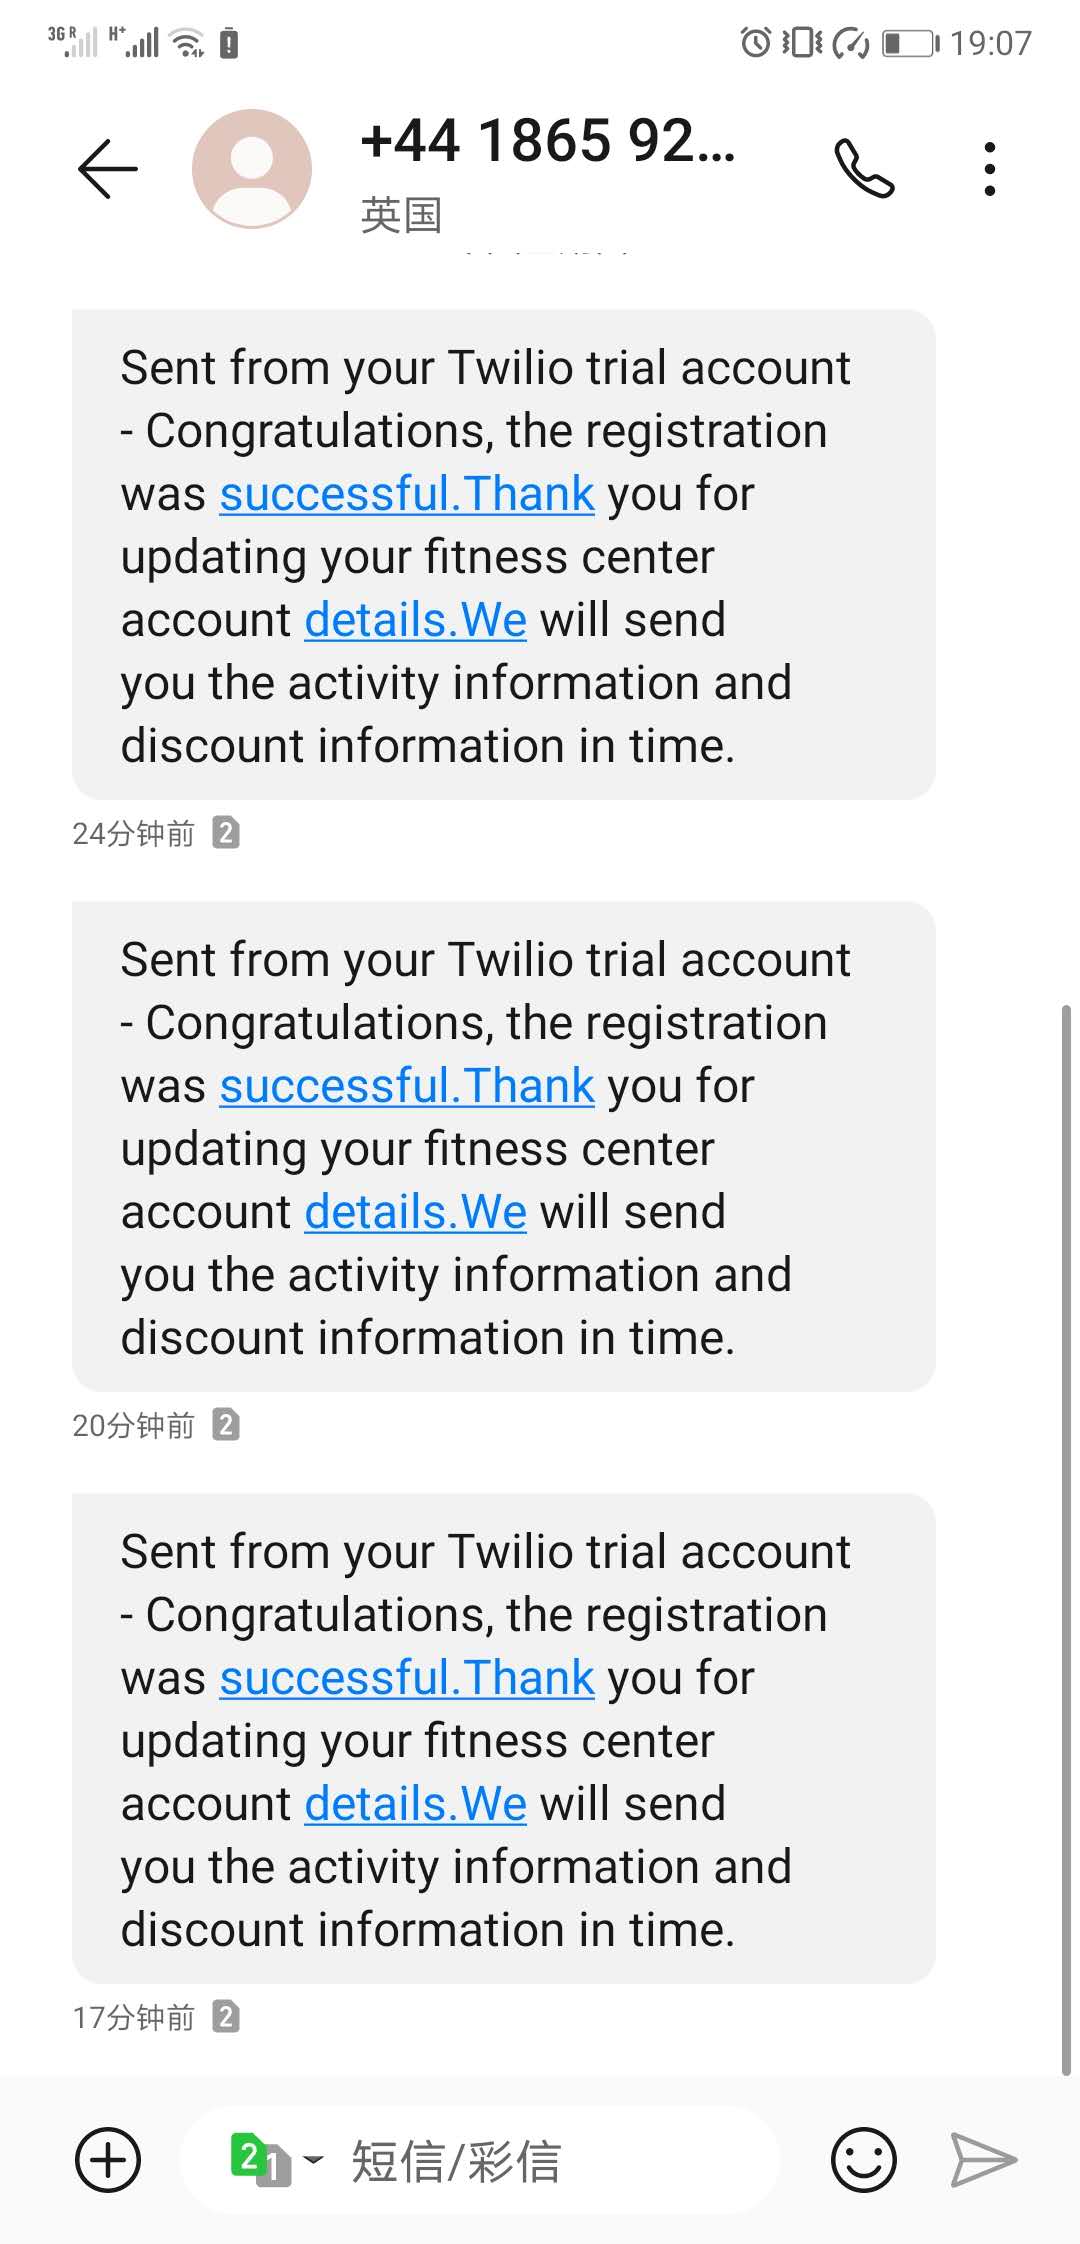 3G R H+ 19:07
+44 1865 92...
英国
Sent from your Twilio trial account
- Congratulations, the registration
was successful.Thank you for
updating your fitness center
account details.We will send
you the activity information and
discount information in time.
24分钟前 2
Sent from your Twilio trial account
- Congratulations, the registration
was successful.Thank you for
updating your fitness center
account details.We will send
you the activity information and
discount information in time.
20分钟前 2
Sent from your Twilio trial account
- Congratulations, the registration
was successful.Thank you for
updating your fitness center
account details.We will send
you the activity information and
discount information in time.
17分钟前 2
2 1 短信/彩信